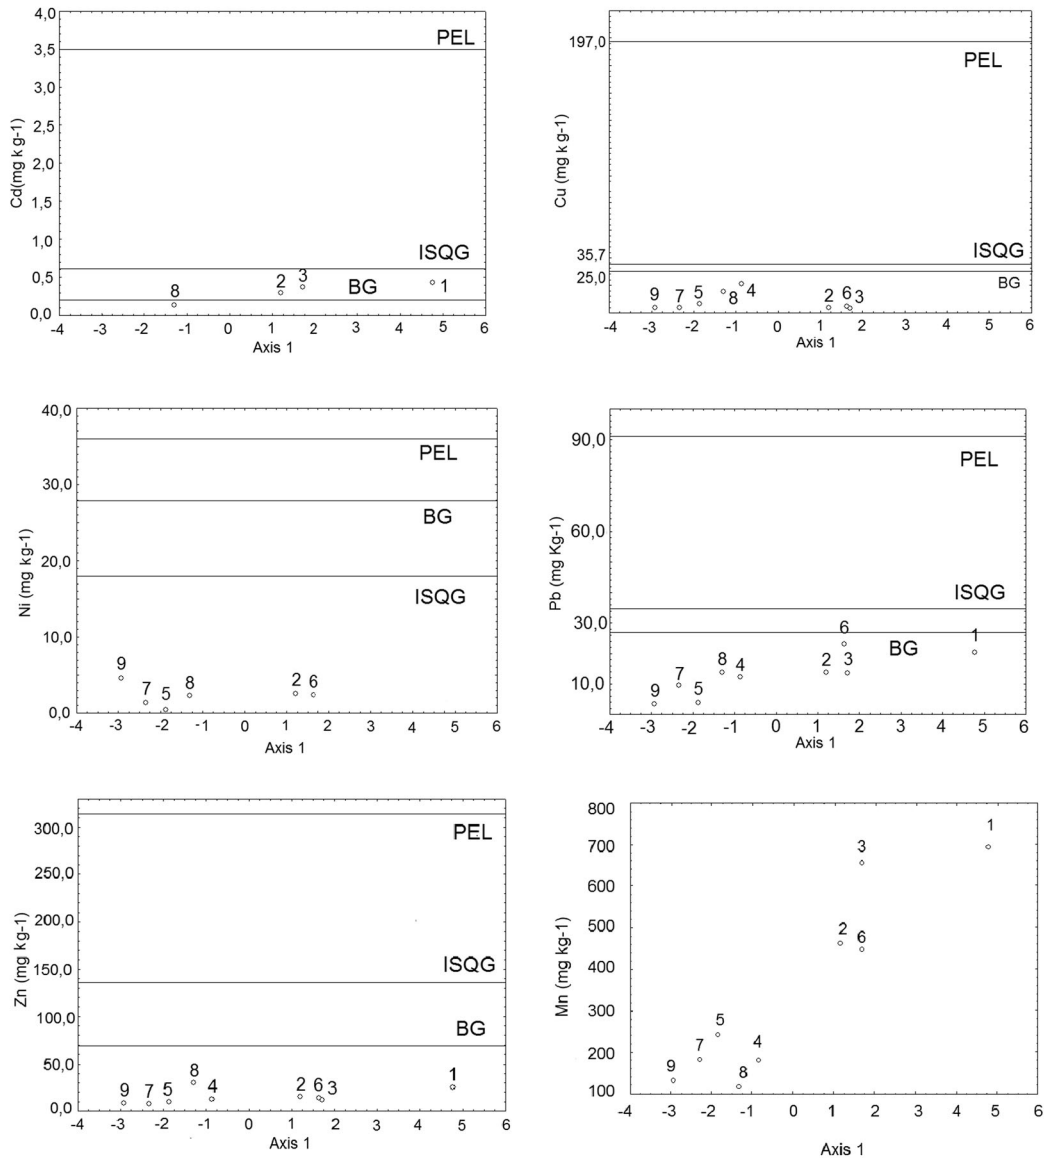 4,0
PEL
3,5
3,0
2,5
2,0
1,5
1,0
ISQG
0,5
2 3
BG
1
8
0,0
Cd(mg k g-1)
-4 -3 -2 -1 0 1 2 3 4 5 6
Axis 1
197,0
PEL
35,7
ISQG
25,0
BG
9 7 5 8 4 2 6 3
Cu (mg k g-1)
-4 -3 -2 -1 0 1 2 3 4 5 6
Axis 1
40,0
PEL
30,0
BG
20,0
ISQG
10,0
9 7 5 8 2 6
0,0
Ni (mg Kg-1)
-4 -3 -2 -1 0 1 2 3 4 5 6
Axis 1
90,0
PEL
60,0
ISQG
30,0
6 1
BG
9 7 5 8 4 2 3
10,0
Pb (mg Kg-1)
-4 -3 -2 -1 0 1 2 3 4 5 6
Axis 1
300,0
PEL
250,0
200,0
150,0
ISQG
100,0
BG
50,0
9 7 5 8 4 2 6 3 1
0,0
Zn (mg kg-1)
-4 -3 -2 -1 0 1 2 3 4 5 6
Axis 1
800
1
700
3
600
500
2 6
400
300
5
200
7 4
9 8
100
Mn (mg kg-1)
-4 -3 -2 -1 0 1 2 3 4 5 6
Axis 1